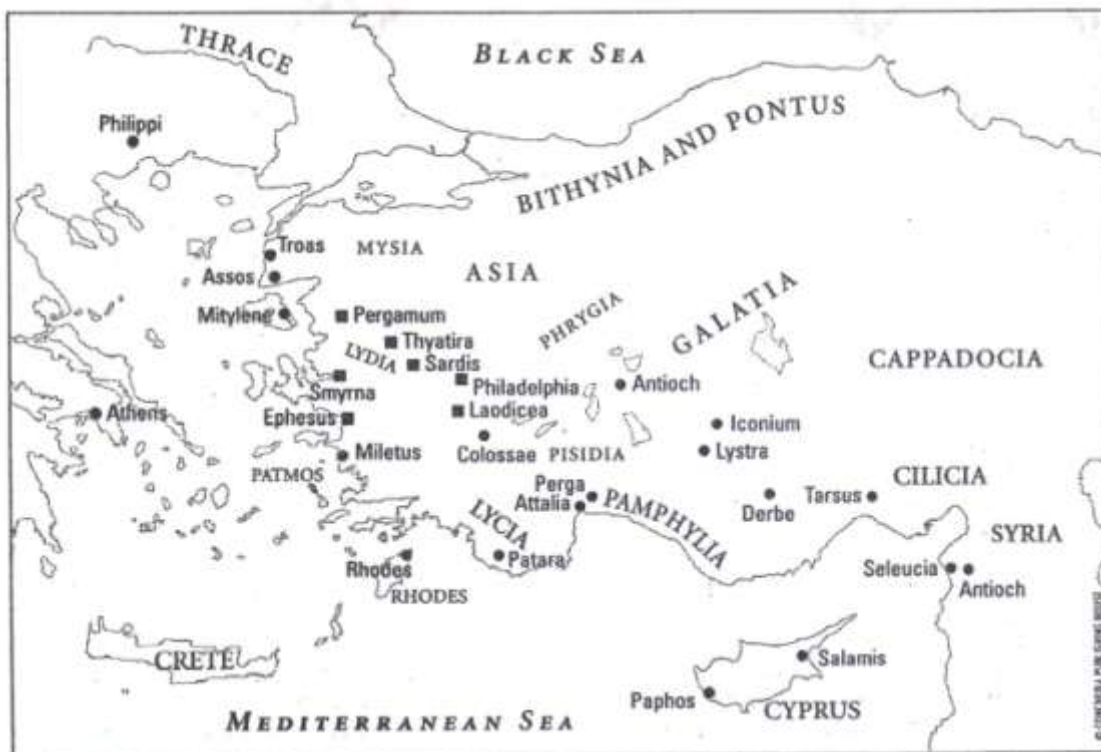 THRACE
BLACK SEA
Philippi
BITHYNIA AND PONTUS
Troas
MYSIA
Assos
ASIA
Mitylene
Pergamum
PHRYGIA
GALATIA
Thyatira
LYDIA
Sardis
CAPPADOCIA
Smyrna
Philadelphia
Antioch
Athens
Ephesus
Laodicea
Iconium
Miletus
Colossae
PISIDIA
Lystra
PATMOS
Perga
Attalia
PAMPHYLIA
Derbe
Tarsus
CILICIA
LYCIA
SYRIA
Rhodes
Patara
Seleucia
Antioch
RHODES
CRETE
Salamis
Paphos
CYPRUS
MEDITERRANEAN SEA